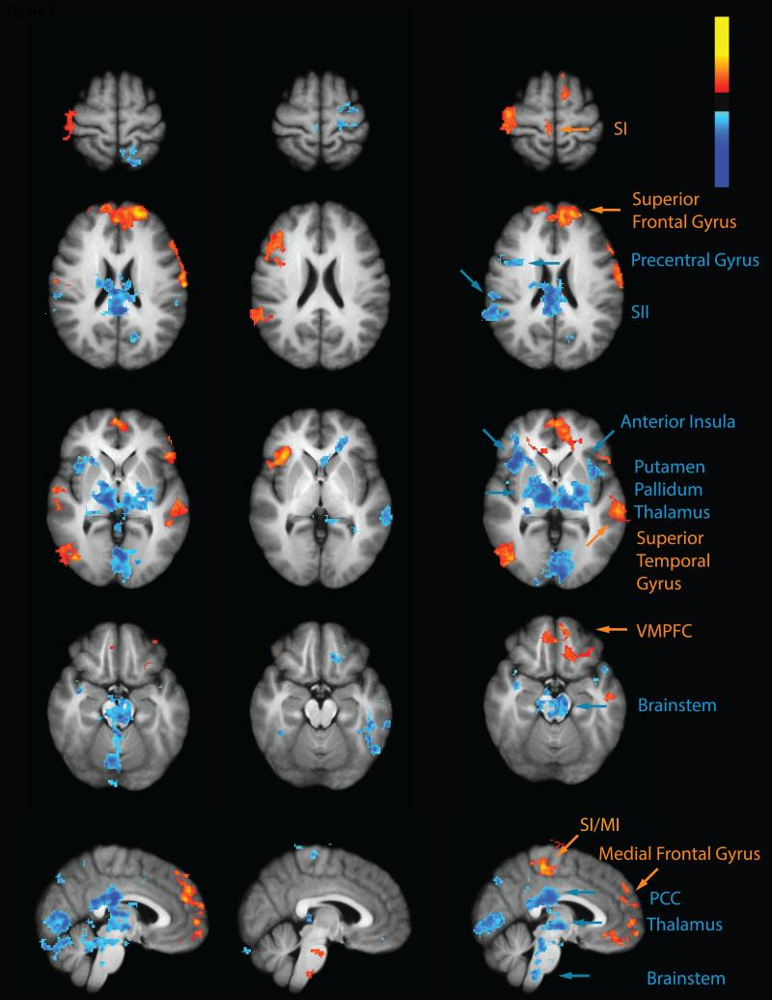 Figure 8
SI
Superior
Frontal Gyrus
Precentral Gyrus
SII
Anterior Insula
Putamen
Pallidum
Thalamus
Superior
Temporal
Gyrus
VMPFC
Brainstem
SI/MI
Medial Frontal Gyrus
PCC
Thalamus
Brainstem